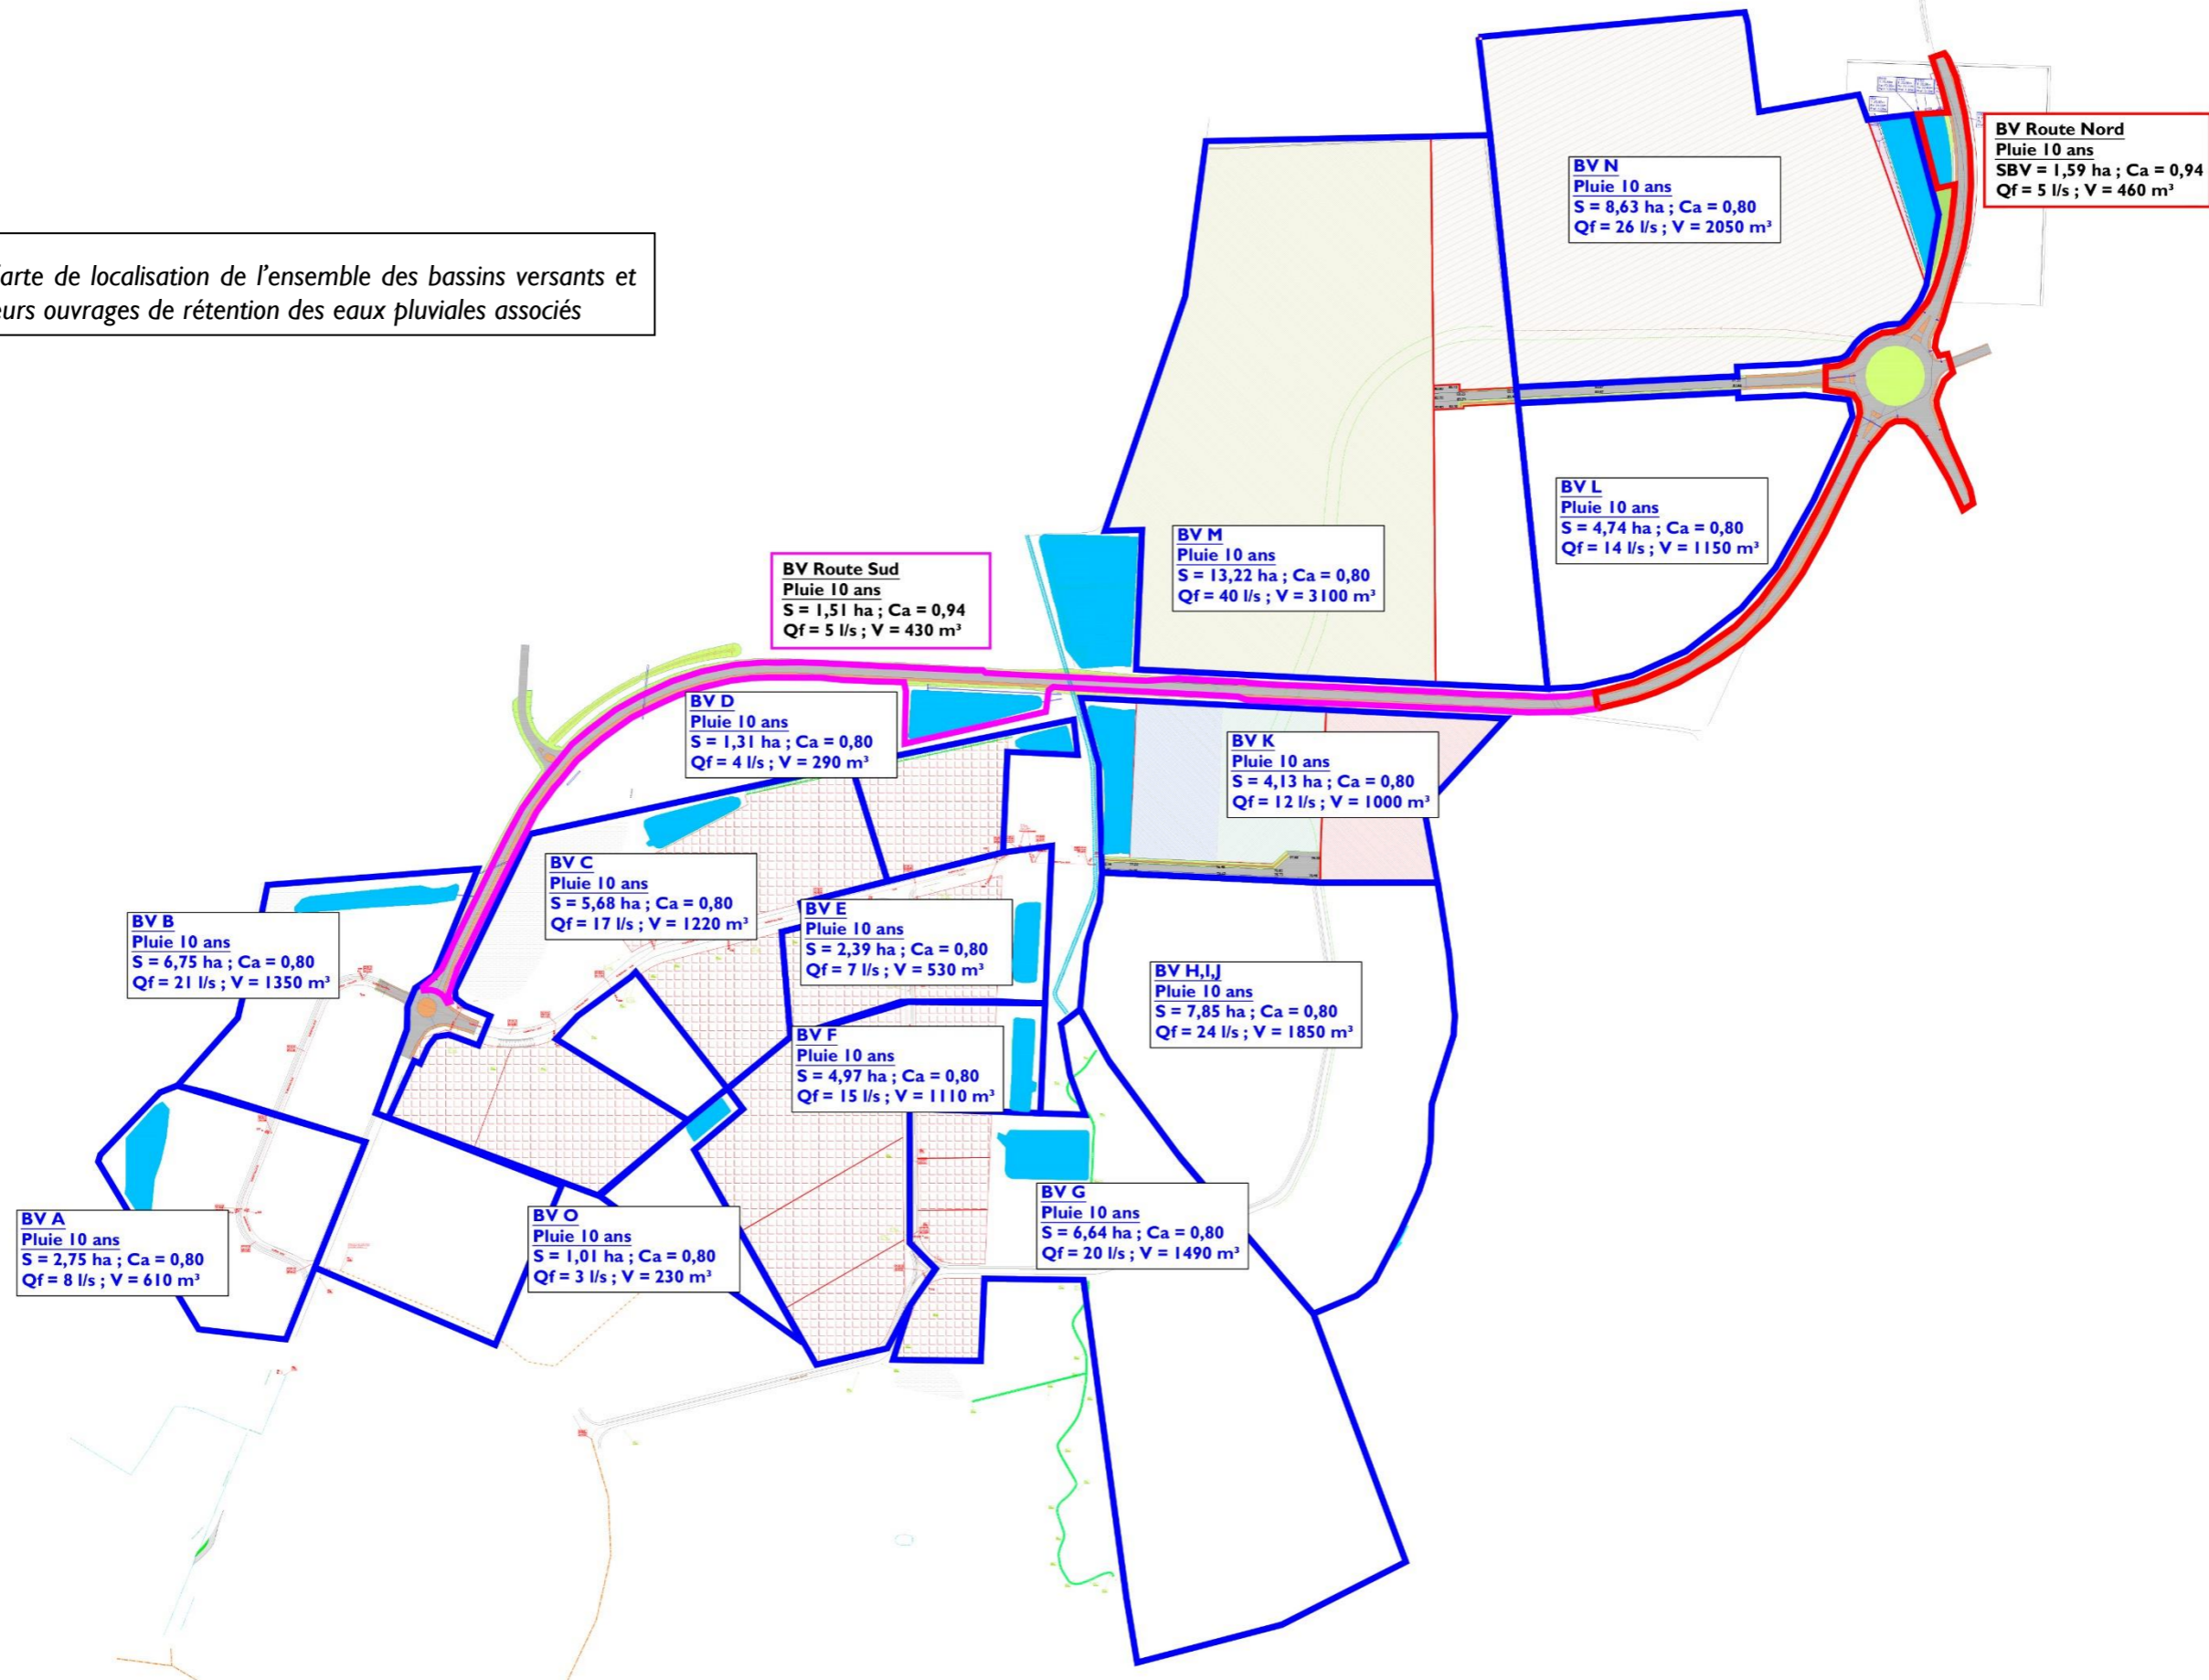 arte de localisation de l’ensemble des bassins versants et
eurs ouvrages de rétention des eaux pluviales associés
BV Route Nord
Pluie 10 ans
SBV = 1,59 ha ; Ca = 0,94
Qf = 5 l/s ; V = 460 m³
BV N
Pluie 10 ans
S = 8,63 ha ; Ca = 0,80
Qf = 26 l/s ; V = 2050 m³
BV L
Pluie 10 ans
S = 4,74 ha ; Ca = 0,80
Qf = 14 l/s ; V = 1150 m³
BV M
Pluie 10 ans
S = 13,22 ha ; Ca = 0,80
Qf = 40 l/s ; V = 3100 m³
BV Route Sud
Pluie 10 ans
S = 1,51 ha ; Ca = 0,94
Qf = 5 l/s ; V = 430 m³
BV D
Pluie 10 ans
S = 1,31 ha ; Ca = 0,80
Qf = 4 l/s ; V = 290 m³
BV K
Pluie 10 ans
S = 4,13 ha ; Ca = 0,80
Qf = 12 l/s ; V = 1000 m³
BV C
Pluie 10 ans
S = 5,68 ha ; Ca = 0,80
Qf = 17 l/s ; V = 1220 m³
BV E
Pluie 10 ans
S = 2,39 ha ; Ca = 0,80
Qf = 7 l/s ; V = 530 m³
BV B
Pluie 10 ans
S = 6,75 ha ; Ca = 0,80
Qf = 21 l/s ; V = 1350 m³
BV H,I,J
Pluie 10 ans
S = 7,85 ha ; Ca = 0,80
Qf = 24 l/s ; V = 1850 m³
BV F
Pluie 10 ans
S = 4,97 ha ; Ca = 0,80
Qf = 15 l/s ; V = 1110 m³
BV G
Pluie 10 ans
S = 6,64 ha ; Ca = 0,80
Qf = 20 l/s ; V = 1490 m³
BV A
Pluie 10 ans
S = 2,75 ha ; Ca = 0,80
Qf = 8 l/s ; V = 610 m³
BV O
Pluie 10 ans
S = 1,01 ha ; Ca = 0,80
Qf = 3 l/s ; V = 230 m³